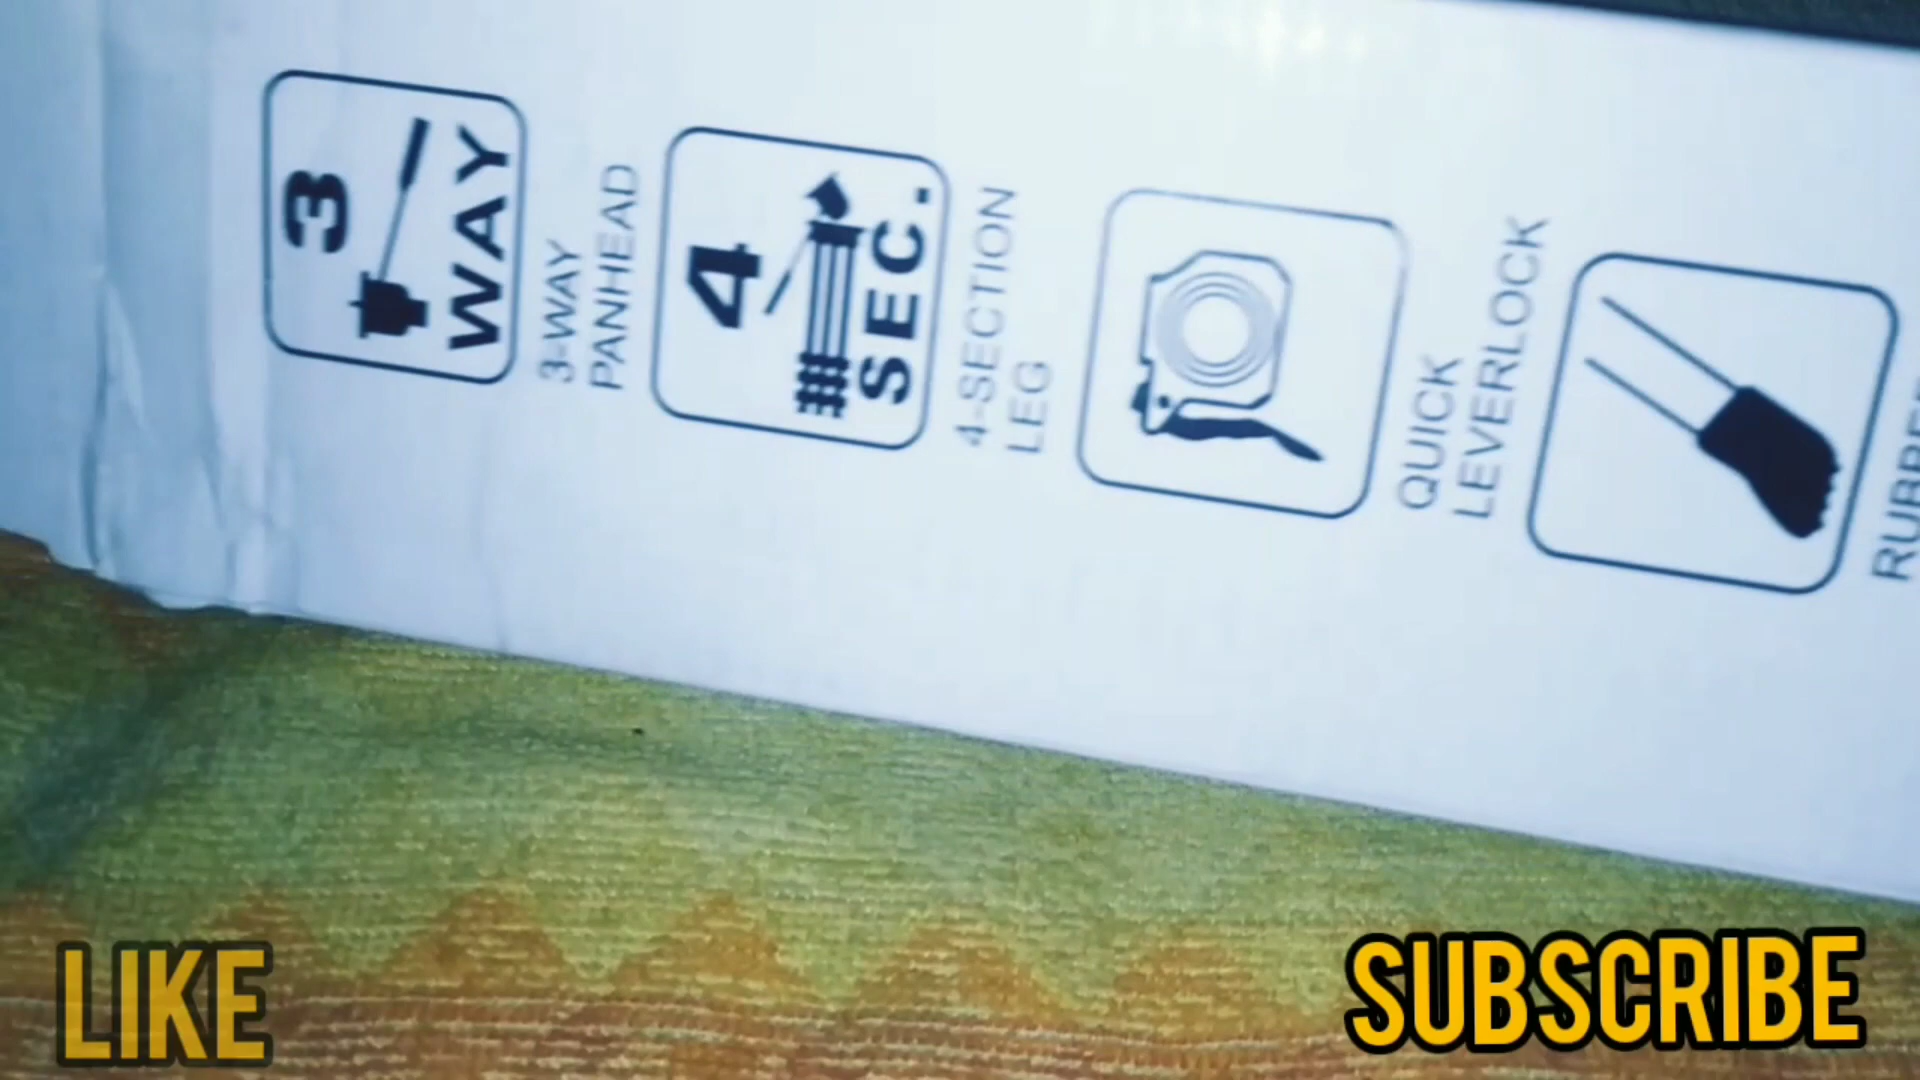 3
WAY
3-WAY
PANHEAD
4
SEC.
4-SECTION
LEG
QUICK
LEVERLOCK
LIKE
SUBSCRIBE